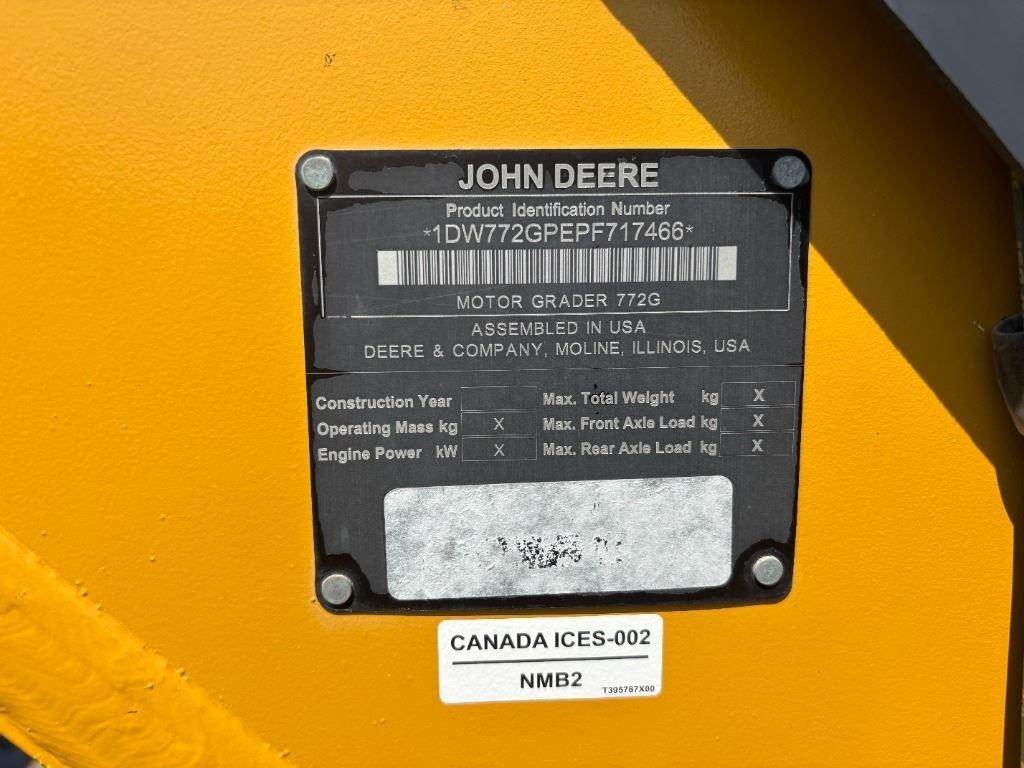 JOHN DEERE
Product Identification Number
*1DW772GPEPF717466*
MOTOR GRADER 772G
ASSEMBLED IN USA
DEERE & COMPANY, MOLINE, ILLINOIS, USA
Construction Year Max. Total Weight kg X
Operating Mass kg X Max. Front Axle Load kg X
Engine Power kW X Max. Rear Axle Load kg X
CANADA ICES-002
NMB2 T395787X00